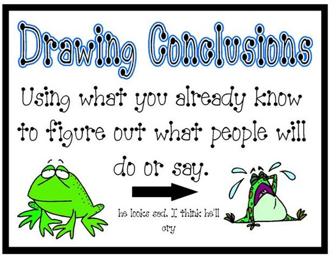 Drawing Conclusions
Using what you already know
to figure out what people will
do or say.
he looks sad. I think he'll
cry